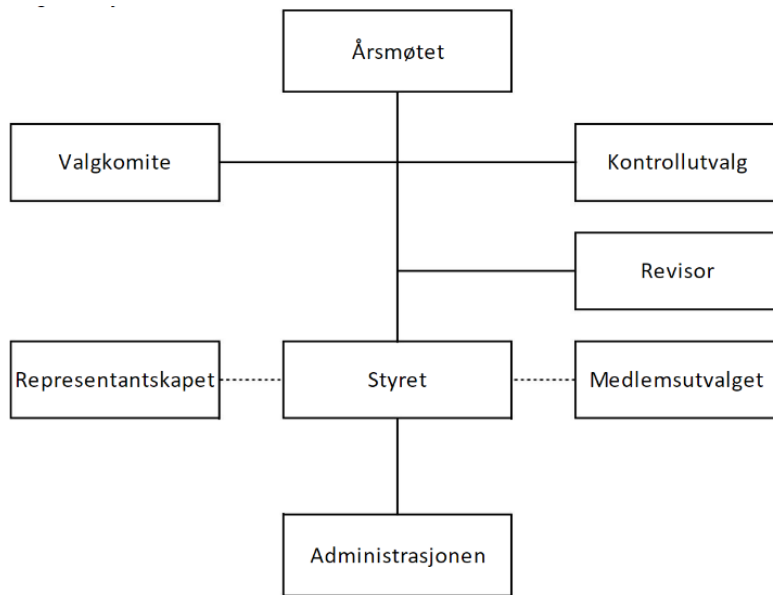 Årsmøtet
Valgkomite
Kontrollutvalg
Revisor
Representantskapet
Styret
Medlemsutvalget
Administrasjonen